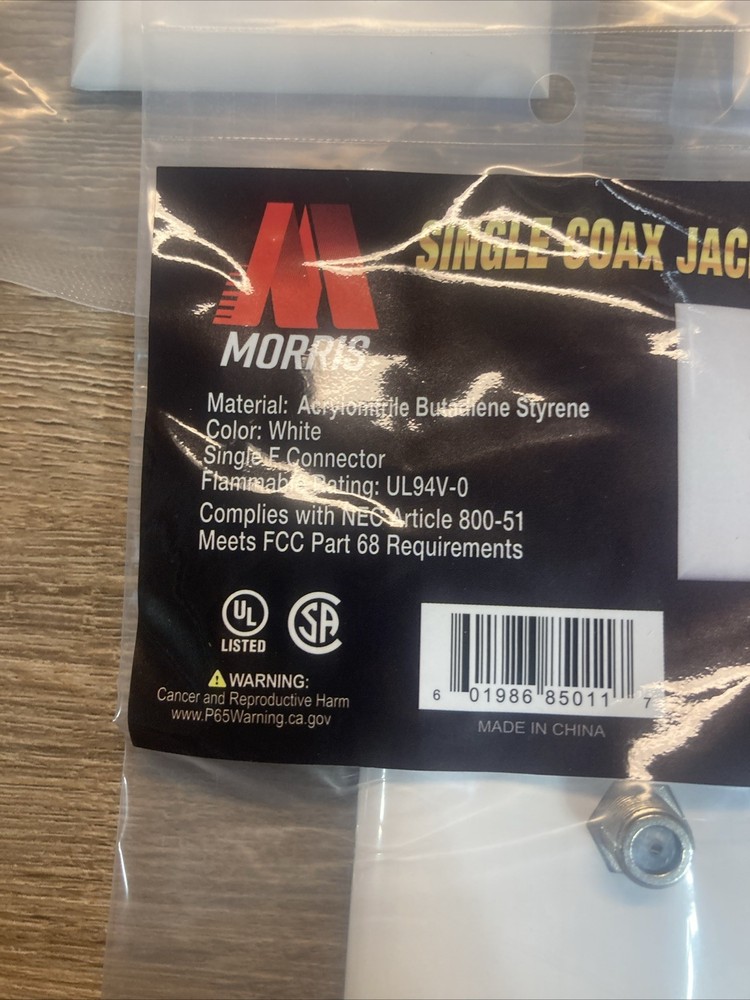 SINGLE COAX JAC
MORRIS
Material: Acrylonitrile Butadiene Styrene
Color: White
Single F Connector
Flammable Rating: UL94V-0
Complies with NEC Article 800-51
Meets FCC Part 68 Requirements
UL
LISTED
SA
WARNING:
Cancer and Reproductive Harm
www.P65Warning.ca.gov
6 01986 85011 7
MADE IN CHINA